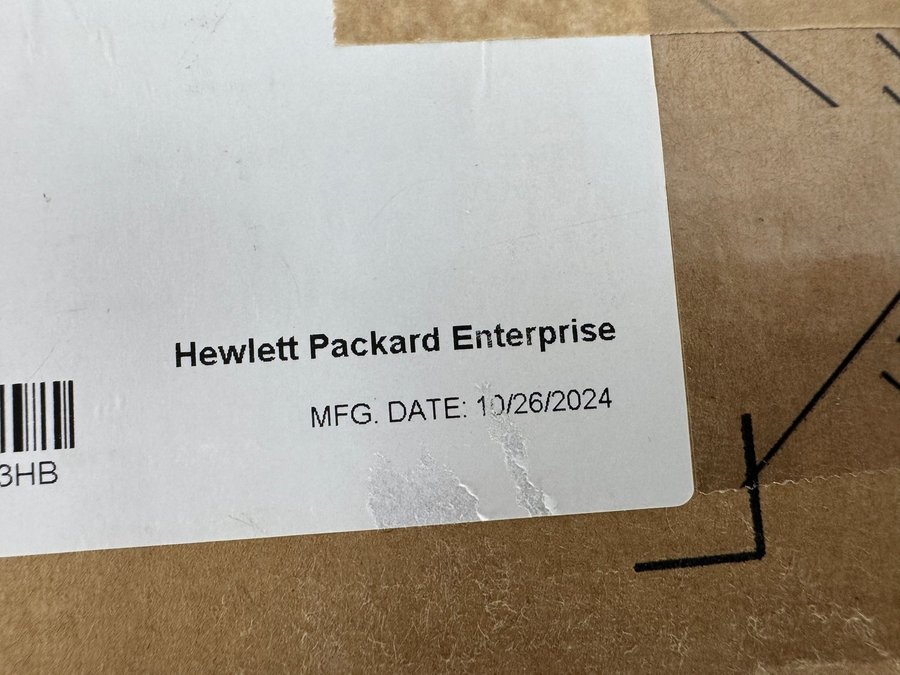 Hewlett Packard Enterprise
MFG. DATE: 10/26/2024
3HB